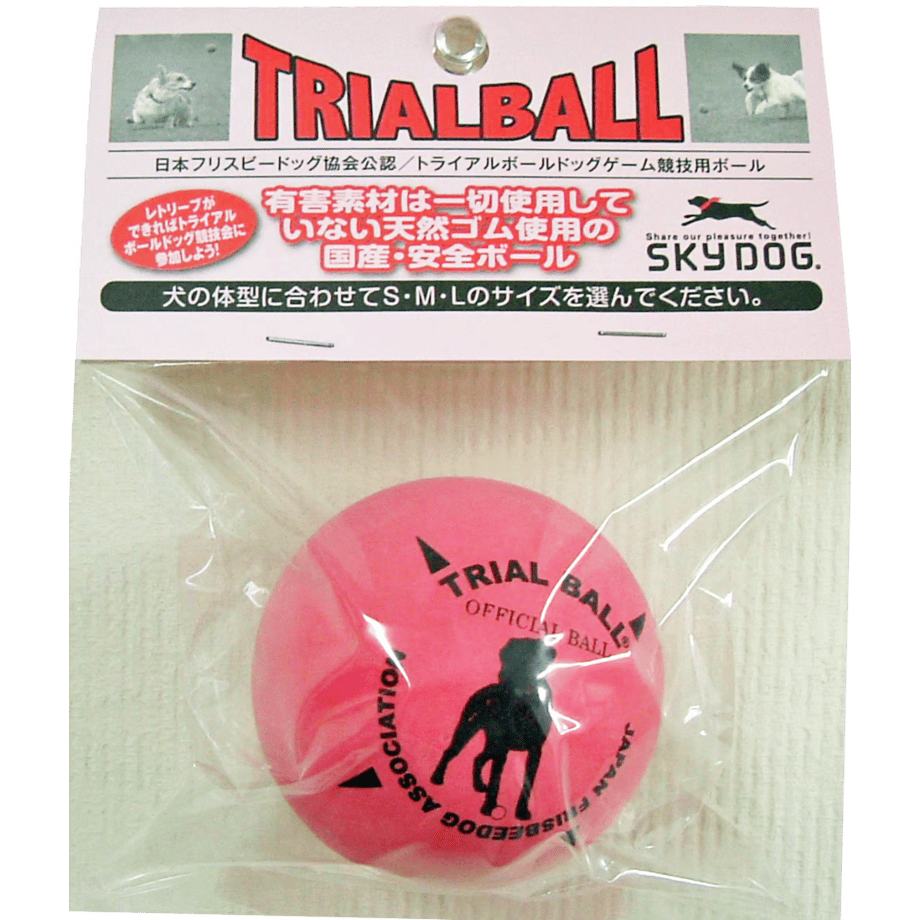 TRIALBALL
日本フリスビードッグ協会公認／トライアルボールドッグゲーム競技用ボール
レトリーブが
できればトライアル
ボールドッグ競技会に
参加しよう!
有害素材は一切使用して
いない天然ゴム使用の
国産・安全ボール
Share our pleasure together!
SKYDOG.
犬の体型に合わせてS・M・Lのサイズを選んでください。
TRIAL BALL®
OFFICIAL BALL
JAPAN FRISBEEDOG ASSOCIATION